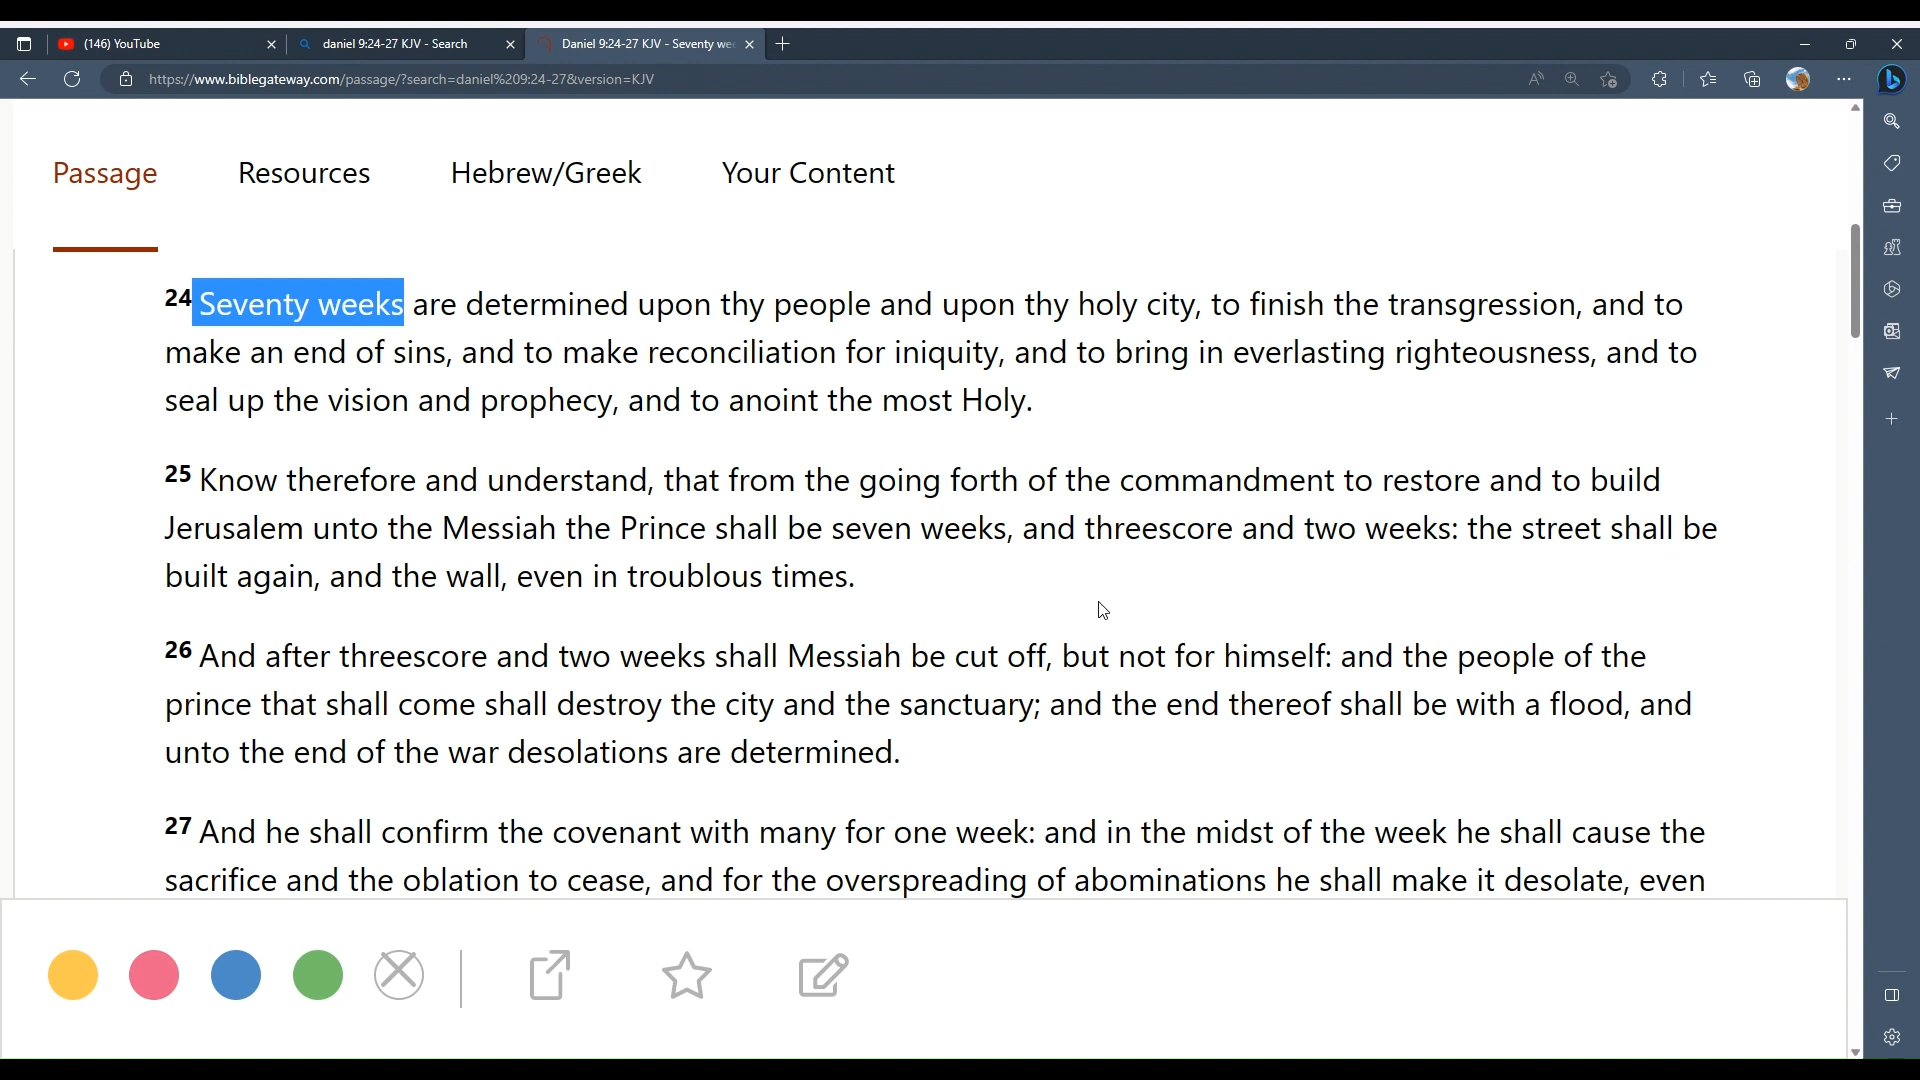 (146) YouTube
daniel 9:24-27 KJV - Search
Daniel 9:24-27 KJV - Seventy wee
https://www.biblegateway.com/passage/?search=daniel%209:24-27&version=KJV
Passage Resources Hebrew/Greek Your Content
24 Seventy weeks are determined upon thy people and upon thy holy city, to finish the transgression, and to
make an end of sins, and to make reconciliation for iniquity, and to bring in everlasting righteousness, and to
seal up the vision and prophecy, and to anoint the most Holy.
25 Know therefore and understand, that from the going forth of the commandment to restore and to build
Jerusalem unto the Messiah the Prince shall be seven weeks, and threescore and two weeks: the street shall be
built again, and the wall, even in troublous times.
26 And after threescore and two weeks shall Messiah be cut off, but not for himself: and the people of the
prince that shall come shall destroy the city and the sanctuary; and the end thereof shall be with a flood, and
unto the end of the war desolations are determined.
27 And he shall confirm the covenant with many for one week: and in the midst of the week he shall cause the
sacrifice and the oblation to cease, and for the overspreading of abominations he shall make it desolate, even